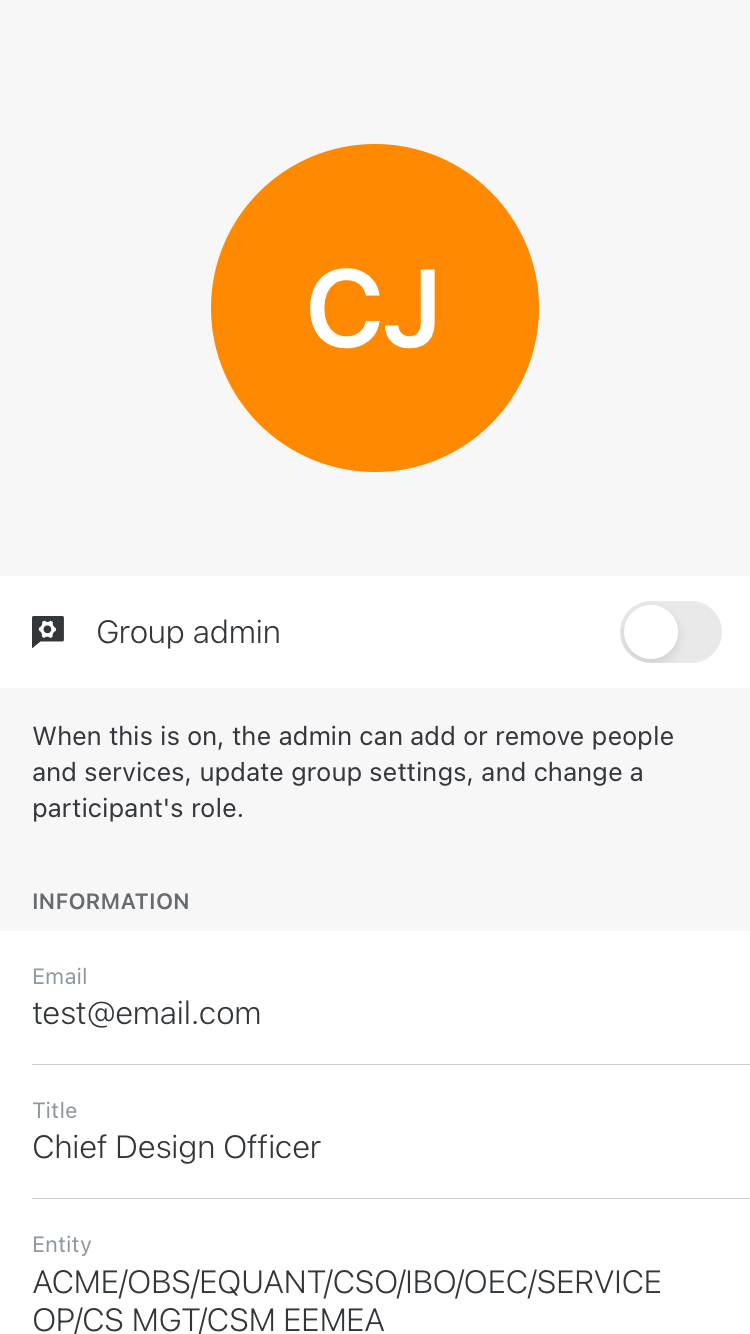 CJ
Group admin
When this is on, the admin can add or remove people
and services, update group settings, and change a
participant's role.
INFORMATION
Email
test@email.com
Title
Chief Design Officer
Entity
ACME/OBS/EQUANT/CSO/IBO/OEC/SERVICE
OP/CS MGT/CSM EEMEA